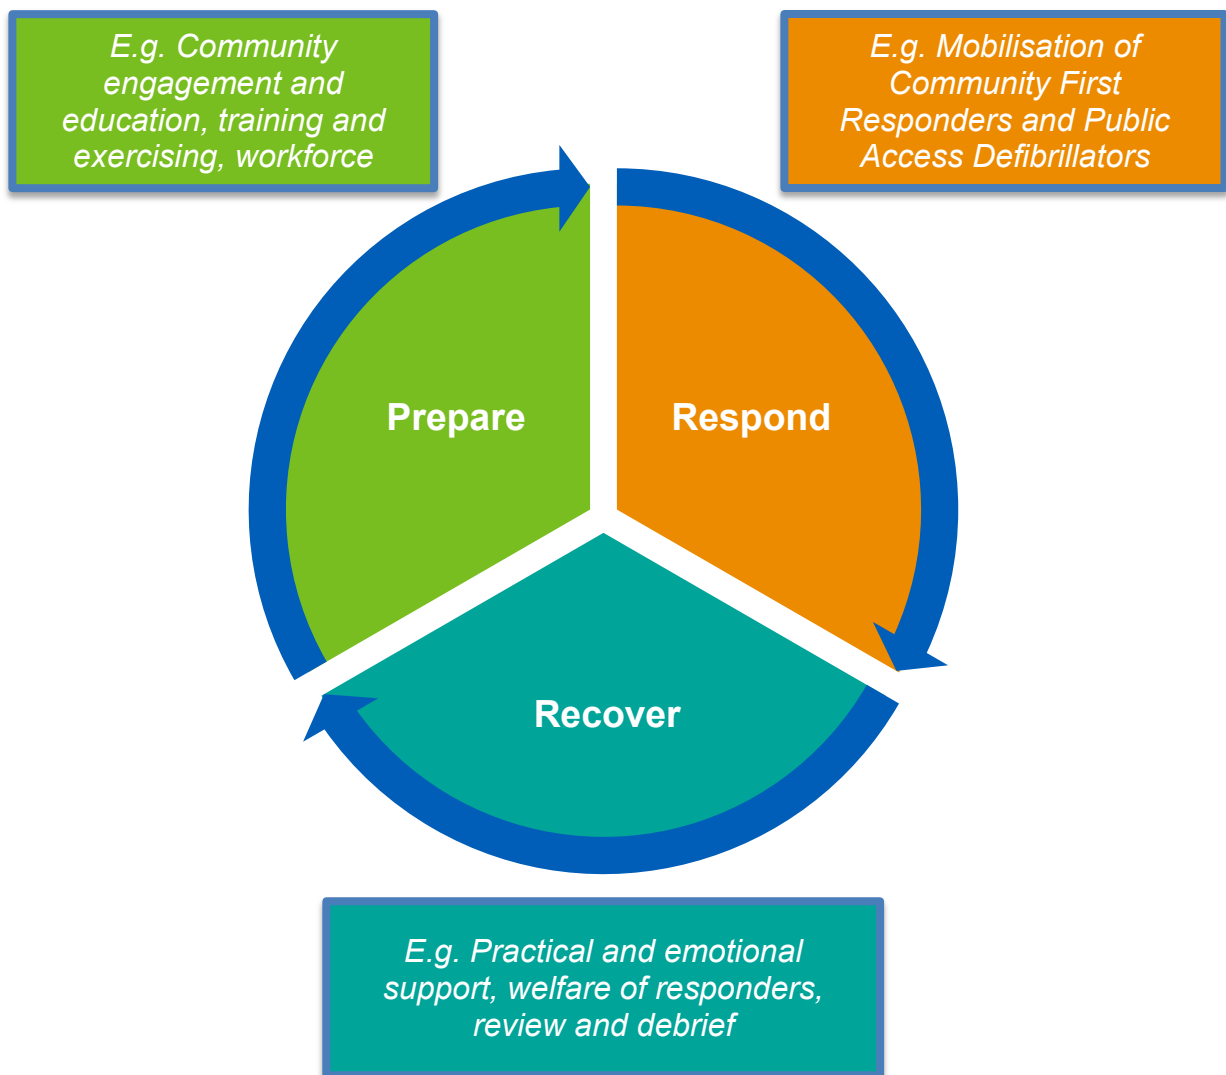 E.g. Community
engagement and
education, training and
exercising, workforce
E.g. Mobilisation of
Community First
Responders and Public
Access Defibrillators
Prepare
Respond
Recover
E.g. Practical and emotional
support, welfare of responders,
review and debrief